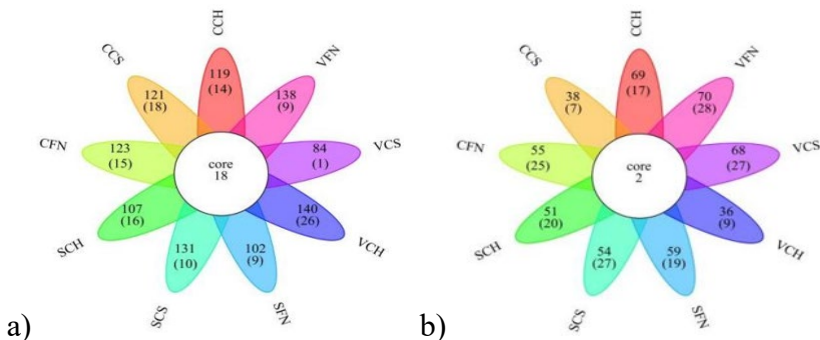 a)
CCH
119
(14)
VFN
138
(9)
VCS
84
(1)
VCH
140
(26)
SFN
102
(9)
SCS
131
(10)
SCH
107
(16)
CFN
123
(15)
CCS
121
(18)
core
18
b)
CCH
69
(17)
VFN
70
(28)
VCS
68
(27)
VCH
36
(9)
SFN
59
(19)
SCS
54
(27)
SCH
51
(20)
CFN
55
(25)
CCS
38
(7)
core
2